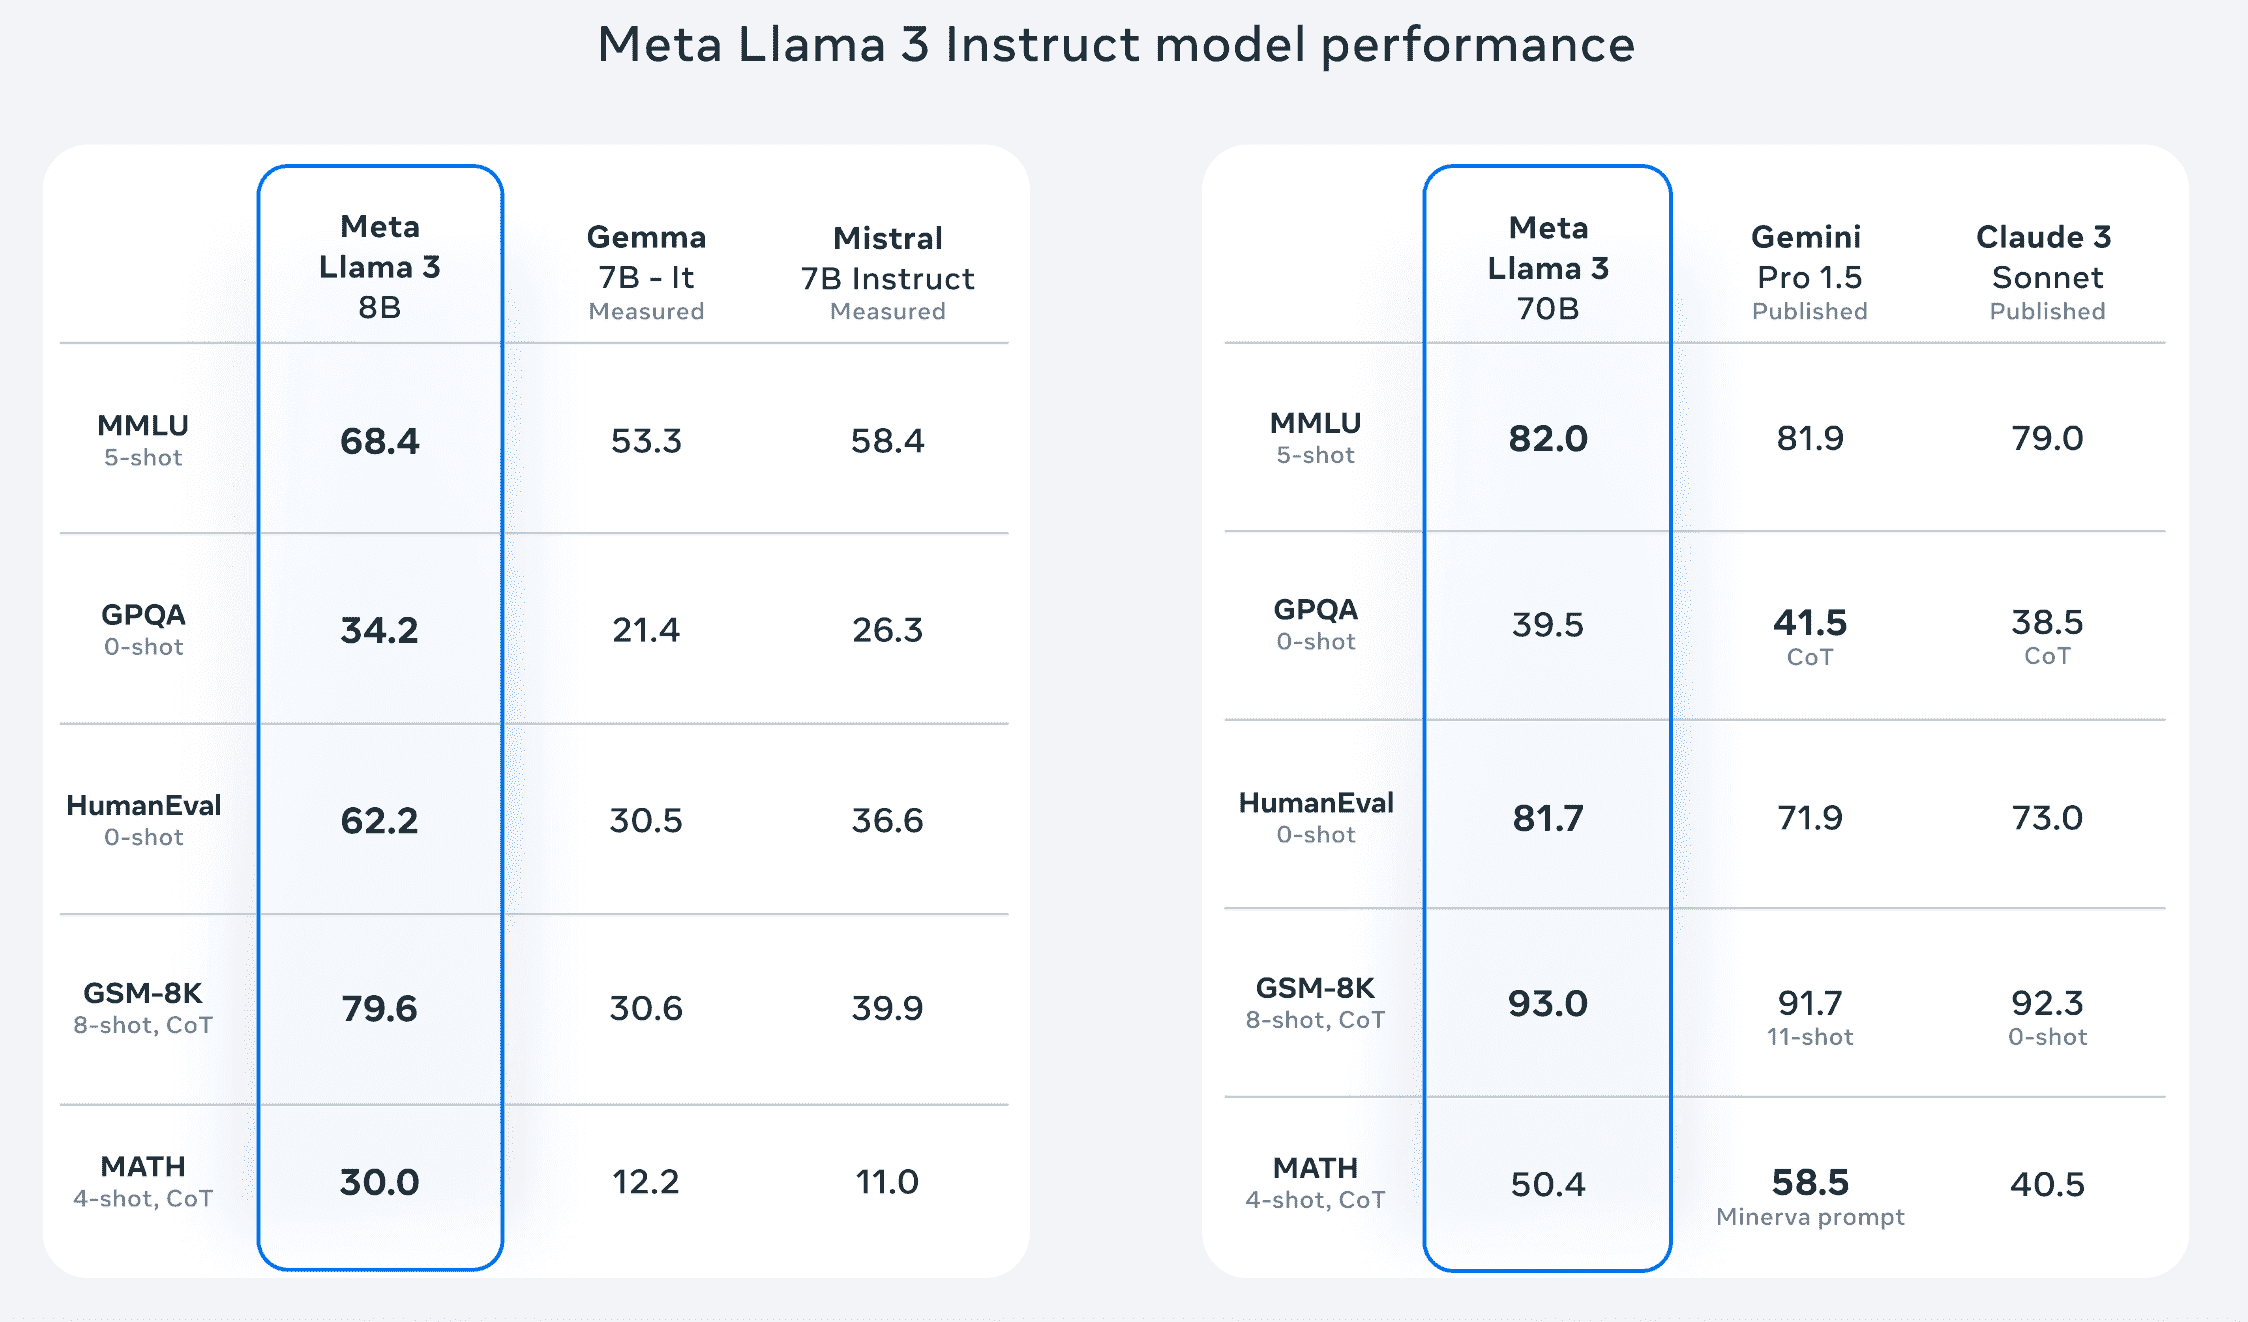 Meta Llama 3 Instruct model performance
Meta
Llama 3
8B
Gemma
7B - It
Measured
Mistral
7B Instruct
Measured
MMLU
5-shot
68.4
53.3
58.4
GPQA
0-shot
34.2
21.4
26.3
HumanEval
0-shot
62.2
30.5
36.6
GSM-8K
8-shot, CoT
79.6
30.6
39.9
MATH
4-shot, CoT
30.0
12.2
11.0
Meta
Llama 3
70B
Gemini
Pro 1.5
Published
Claude 3
Sonnet
Published
MMLU
5-shot
82.0
81.9
79.0
GPQA
0-shot
39.5
41.5
CoT
38.5
CoT
HumanEval
0-shot
81.7
71.9
73.0
GSM-8K
8-shot, CoT
93.0
91.7
11-shot
92.3
0-shot
MATH
4-shot, CoT
50.4
58.5
Minerva prompt
40.5